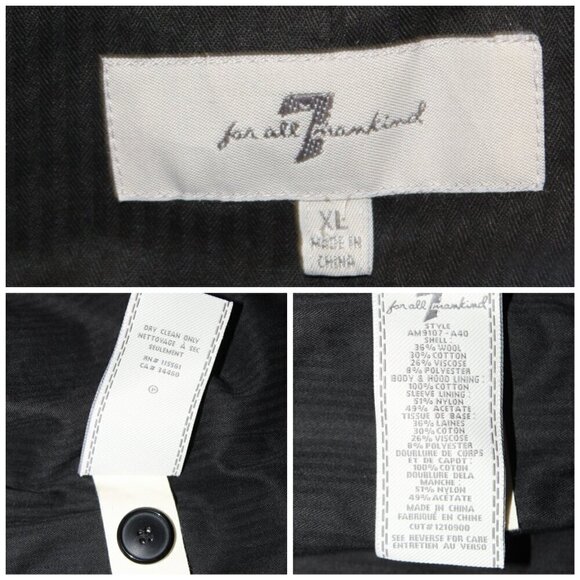 7
for all mankind
XL
MADE IN
CHINA
DRY CLEAN ONLY
NETTOYAGE À SEC
SEULEMENT
RN# 115561
CA# 34460
P
7
for all mankind
STYLE
AM9107 - A40
SHELL:
36% WOOL
30% COTTON
26% VISCOSE
8% POLYESTER
BODY & HOOD LINING:
100% COTTON
SLEEVE LINING:
51% NYLON
49% ACETATE
TISSUE DE BASE:
36% LAINES
30% COTON
26% VISCOSE
8% POLYESTER
DOUBLURE DE CORPS
ET DE CAPOT:
100% COTON
DOUBLURE DELA
MANCHE:
51% NYLON
49% ACETATE
MADE IN CHINA
FABRIQUÉ EN CHINE
CUT# 1210900
SEE REVERSE FOR CARE
ENTRETIEN AU VERSO